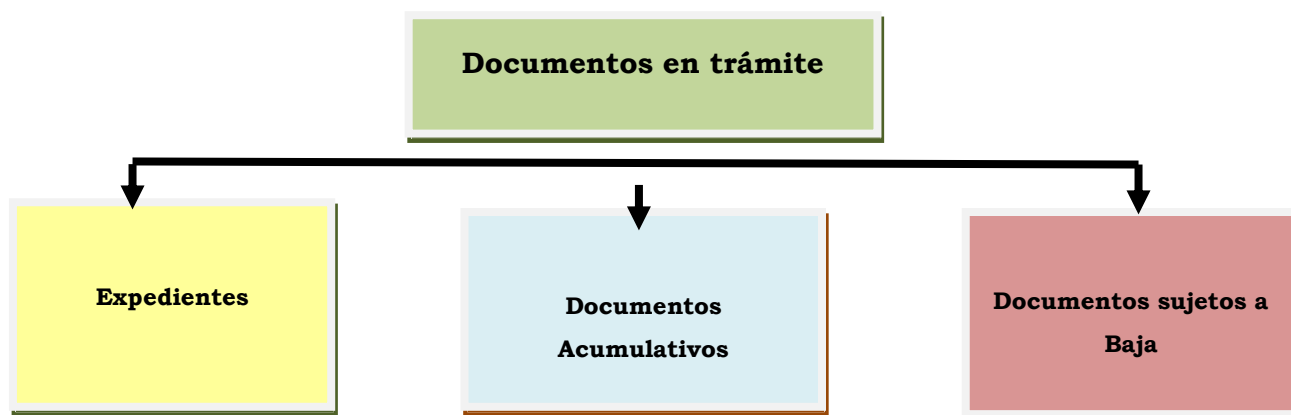 Documentos en trámite
Expedientes
Documentos
Acumulativos
Documentos sujetos a
Baja